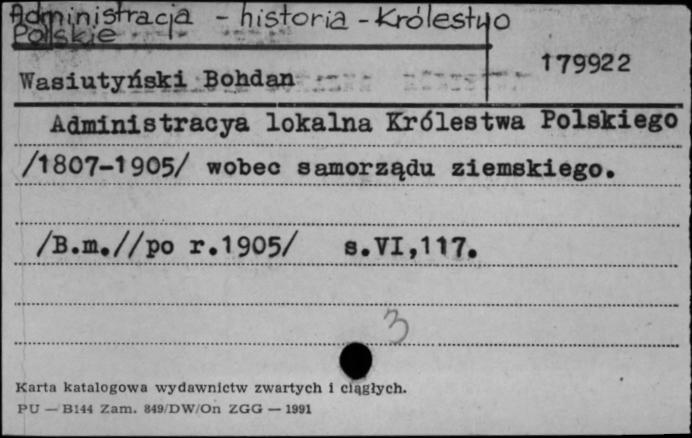 Administracja - historia - Królestwo
Polskie
179922
Wasiutyński Bohdan
Administracya lokalna Królestwa Polskiego
/1807-1905/ wobec samorządu ziemskiego.
/B.m.//po r.1905/ s.VI,117.
3
Karta katalogowa wydawnictw zwartych i ciągłych.
PU — B144 Zam. 849/DW/On ZGG — 1991